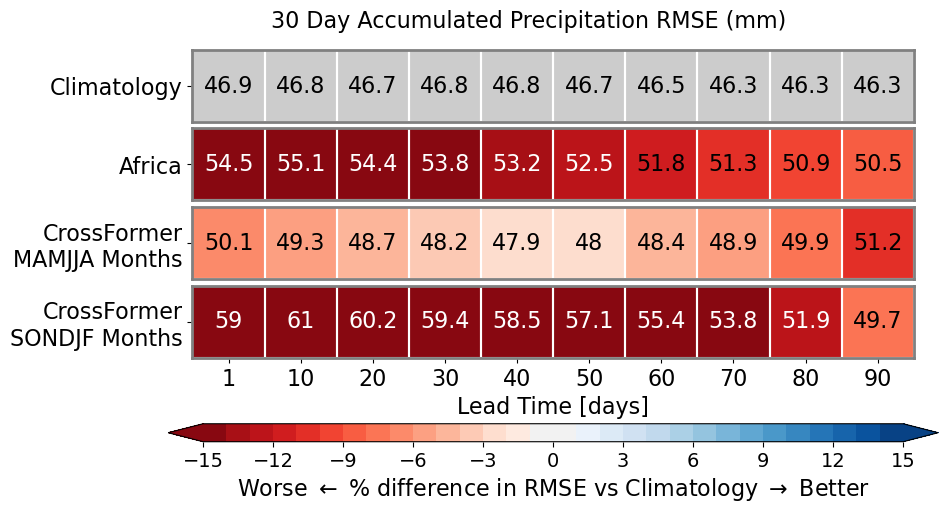 30 Day Accumulated Precipitation RMSE (mm)
Climatology 46.9 46.8 46.7 46.8 46.8 46.7 46.5 46.3 46.3 46.3
Africa 54.5 55.1 54.4 53.8 53.2 52.5 51.8 51.3 50.9 50.5
CrossFormer
MAMJJA Months 50.1 49.3 48.7 48.2 47.9 48 48.4 48.9 49.9 51.2
CrossFormer
SONDJF Months 59 61 60.2 59.4 58.5 57.1 55.4 53.8 51.9 49.7
1 10 20 30 40 50 60 70 80 90
Lead Time [days]
−15 −12 −9 −6 −3 0 3 6 9 12 15
Worse ← % difference in RMSE vs Climatology → Better